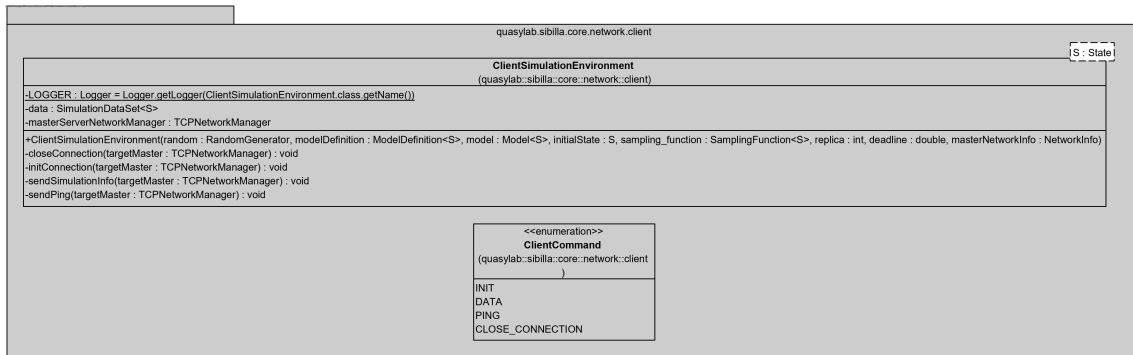 quasylab.sibilla.core.network.client
S : State
ClientSimulationEnvironment
(quasylab::sibilla::core::network::client)
-LOGGER : Logger = Logger.getLogger(ClientSimulationEnvironment.class.getName())
-data : SimulationDataSet<S>
-masterServerNetworkManager : TCPNetworkManager
+ClientSimulationEnvironment(random : RandomGenerator, modelDefinition : ModelDefinition<S>, model : Model<S>, initialState : S, sampling_function : SamplingFunction<S>, replica : int, deadline : double, masterNetworkInfo : NetworkInfo)
-closeConnection(targetMaster : TCPNetworkManager) : void
-initConnection(targetMaster : TCPNetworkManager) : void
-sendSimulationInfo(targetMaster : TCPNetworkManager) : void
-sendPing(targetMaster : TCPNetworkManager) : void
<<enumeration>>
ClientCommand
(quasylab::sibilla::core::network::client
)
INIT
DATA
PING
CLOSE_CONNECTION